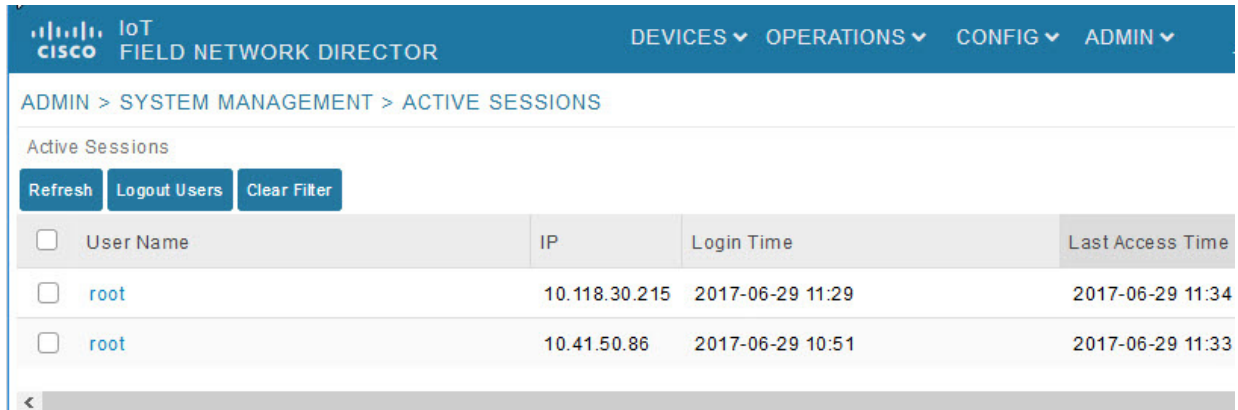 IoT
CISCO FIELD NETWORK DIRECTOR
DEVICES OPERATIONS CONFIG ADMIN
ADMIN > SYSTEM MANAGEMENT > ACTIVE SESSIONS
Active Sessions
Refresh Logout Users Clear Filter
User Name IP Login Time Last Access Time
root 10.118.30.215 2017-06-29 11:29 2017-06-29 11:34
root 10.41.50.86 2017-06-29 10:51 2017-06-29 11:33